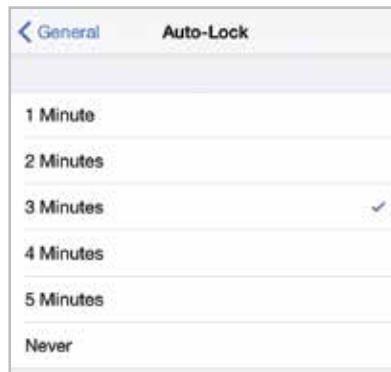 General Auto-Lock
1 Minute
2 Minutes
3 Minutes
4 Minutes
5 Minutes
Never